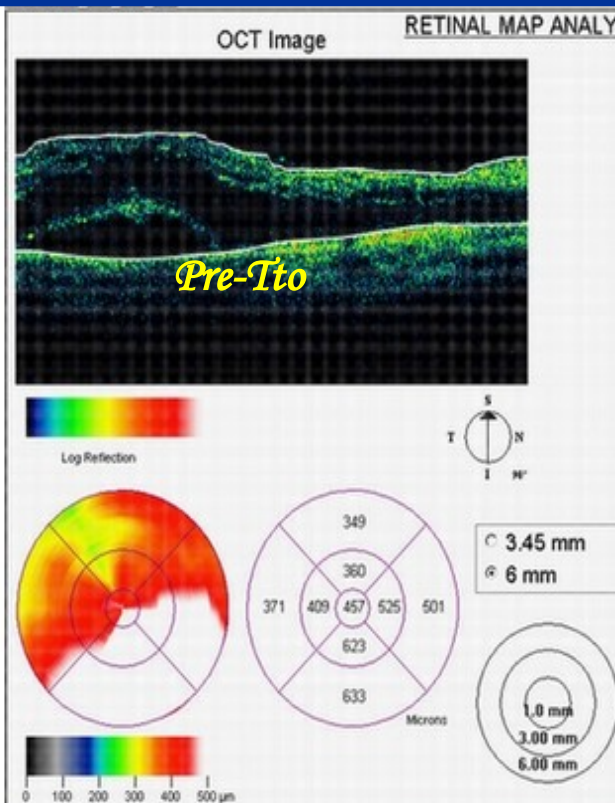 RETINAL MAP ANALY
OCT Image
Pre-Tto
Log Reflection
S
T N
I 90°
349
360
371 409 457 525 501
623
633
Microns
3.45 mm
6 mm
1.0 mm
3.00 mm
6.00 mm
0 100 200 300 400 500 µm